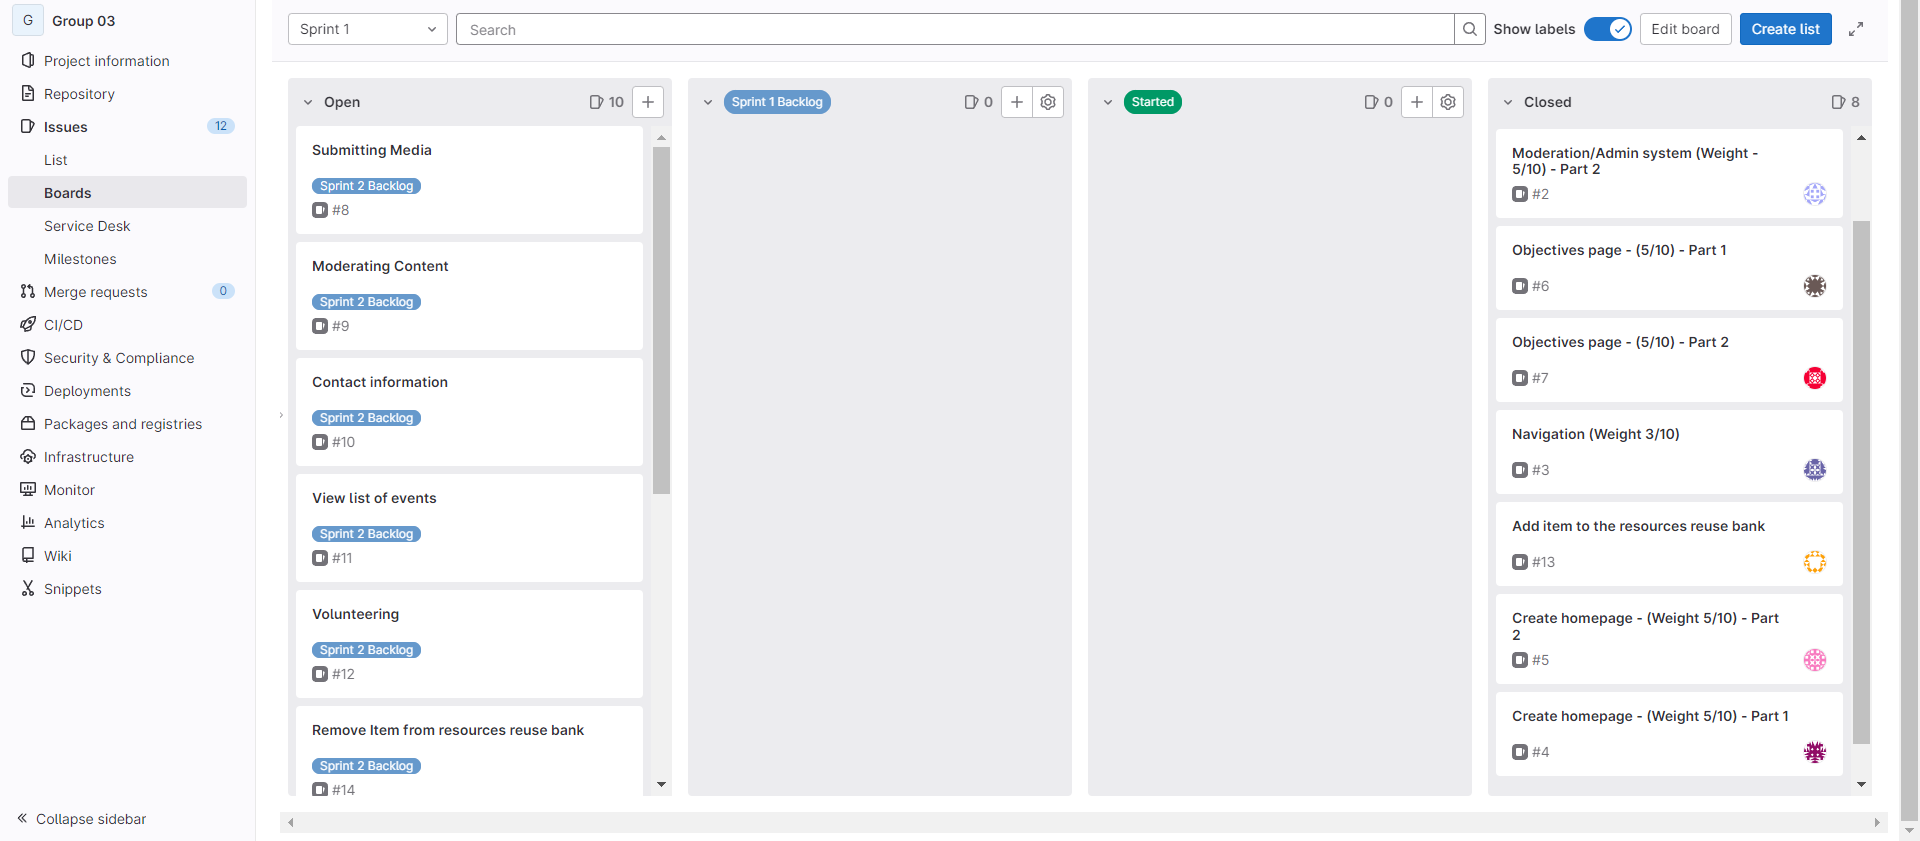 G Group 03
Project information
Repository
Issues 12
List
Boards
Service Desk
Milestones
Merge requests 0
CI/CD
Security & Compliance
Deployments
Packages and registries
Infrastructure
Monitor
Analytics
Wiki
Snippets
Collapse sidebar
Sprint 1 Search Show labels Edit board Create list
Open 10
Submitting Media
Sprint 2 Backlog
#8
Moderating Content
Sprint 2 Backlog
#9
Contact information
Sprint 2 Backlog
#10
View list of events
Sprint 2 Backlog
#11
Volunteering
Sprint 2 Backlog
#12
Remove Item from resources reuse bank
Sprint 2 Backlog
#14
Sprint 1 Backlog 0
Started 0
Closed 8
Moderation/Admin system (Weight -
5/10) - Part 2
#2
Objectives page - (5/10) - Part 1
#6
Objectives page - (5/10) - Part 2
#7
Navigation (Weight 3/10)
#3
Add item to the resources reuse bank
#13
Create homepage - (Weight 5/10) - Part
2
#5
Create homepage - (Weight 5/10) - Part 1
#4